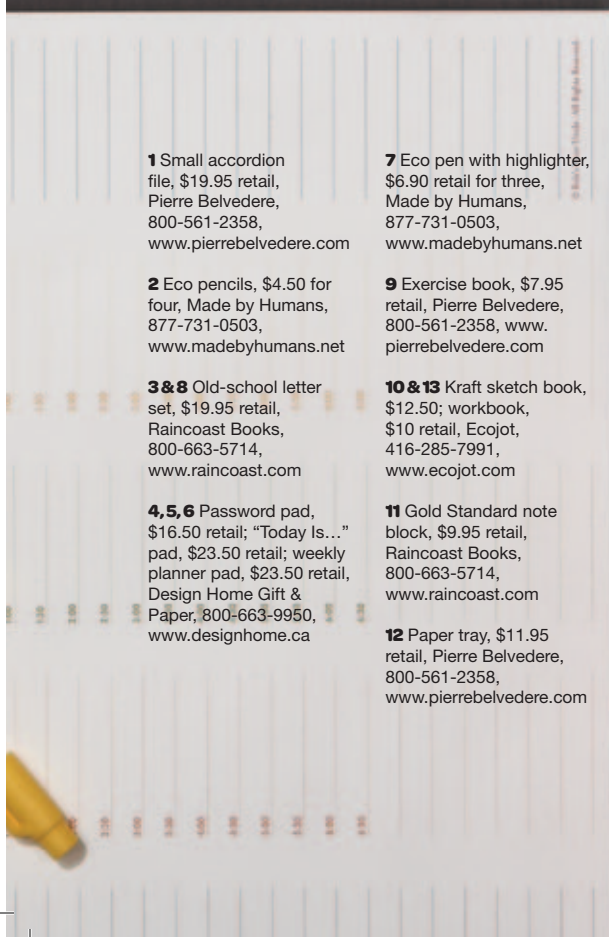 1 Small accordion
file, $19.95 retail,
Pierre Belvedere,
800-561-2358,
www.pierrebelvedere.com
2 Eco pencils, $4.50 for
four, Made by Humans,
877-731-0503,
www.madebyhumans.net
3 & 8 Old-school letter
set, $19.95 retail,
Raincoast Books,
800-663-5714,
www.raincoast.com
4, 5, 6 Password pad,
$16.50 retail; “Today Is…”
pad, $23.50 retail; weekly
planner pad, $23.50 retail,
Design Home Gift &
Paper, 800-663-9950,
www.designhome.ca
7 Eco pen with highlighter,
$6.90 retail for three,
Made by Humans,
877-731-0503,
www.madebyhumans.net
9 Exercise book, $7.95
retail, Pierre Belvedere,
800-561-2358, www.
pierrebelvedere.com
10 & 13 Kraft sketch book,
$12.50; workbook,
$10 retail, Ecojot,
416-285-7991,
www.ecojot.com
11 Gold Standard note
block, $9.95 retail,
Raincoast Books,
800-663-5714,
www.raincoast.com
12 Paper tray, $11.95
retail, Pierre Belvedere,
800-561-2358,
www.pierrebelvedere.com